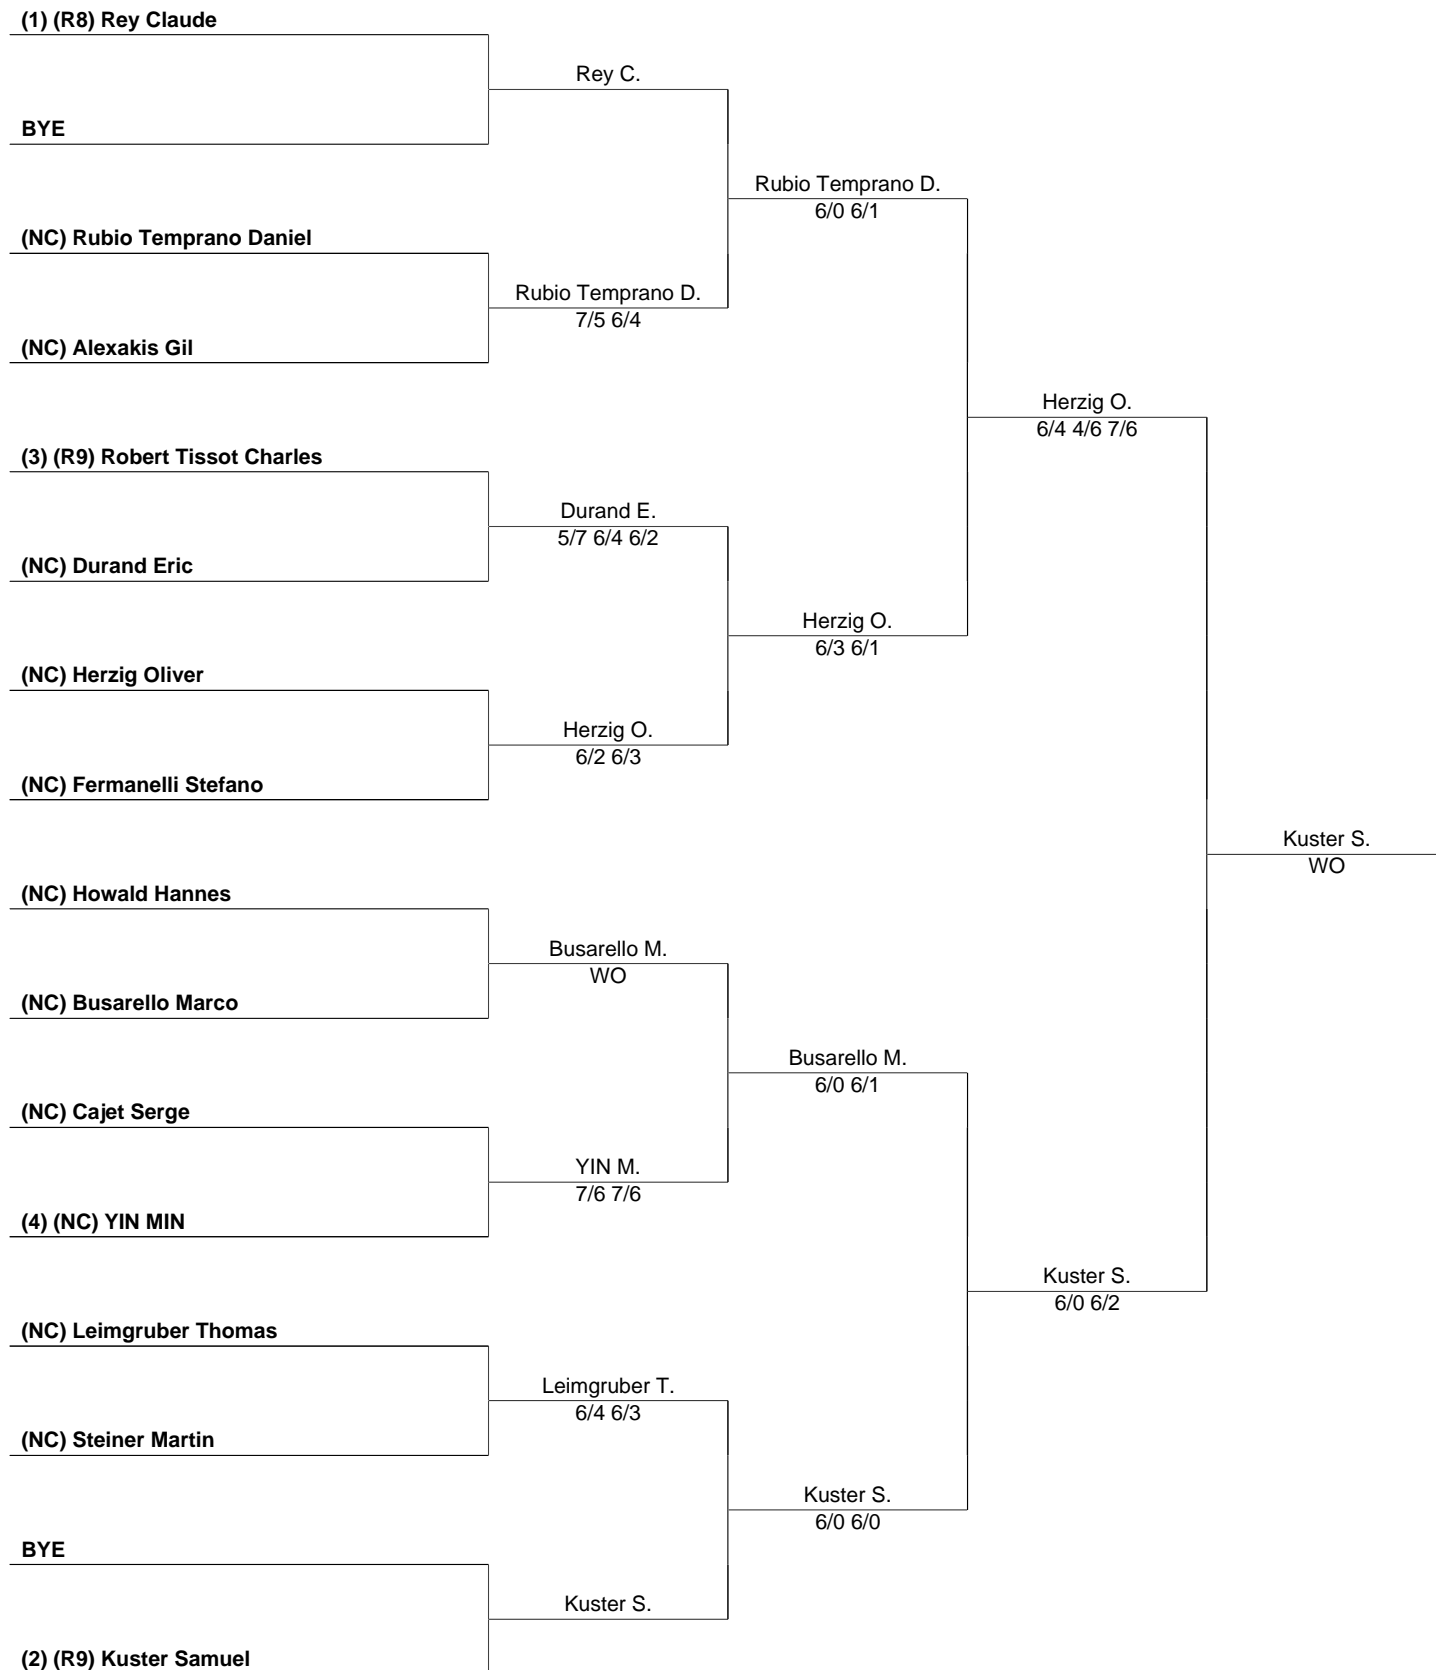 (1) (R8) Rey Claude
Rey C.
BYE
Rubio Temprano D.
6/0 6/1
(NC) Rubio Temprano Daniel
Rubio Temprano D.
7/5 6/4
(NC) Alexakis Gil
Herzig O.
6/4 4/6 7/6
(3) (R9) Robert Tissot Charles
Durand E.
5/7 6/4 6/2
(NC) Durand Eric
Herzig O.
6/3 6/1
(NC) Herzig Oliver
Herzig O.
6/2 6/3
(NC) Fermanelli Stefano
Kuster S.
WO
(NC) Howald Hannes
Busarello M.
WO
(NC) Busarello Marco
Busarello M.
6/0 6/1
(NC) Cajet Serge
YIN M.
7/6 7/6
(4) (NC) YIN MIN
Kuster S.
6/0 6/2
(NC) Leimgruber Thomas
Leimgruber T.
6/4 6/3
(NC) Steiner Martin
Kuster S.
6/0 6/0
BYE
Kuster S.
(2) (R9) Kuster Samuel